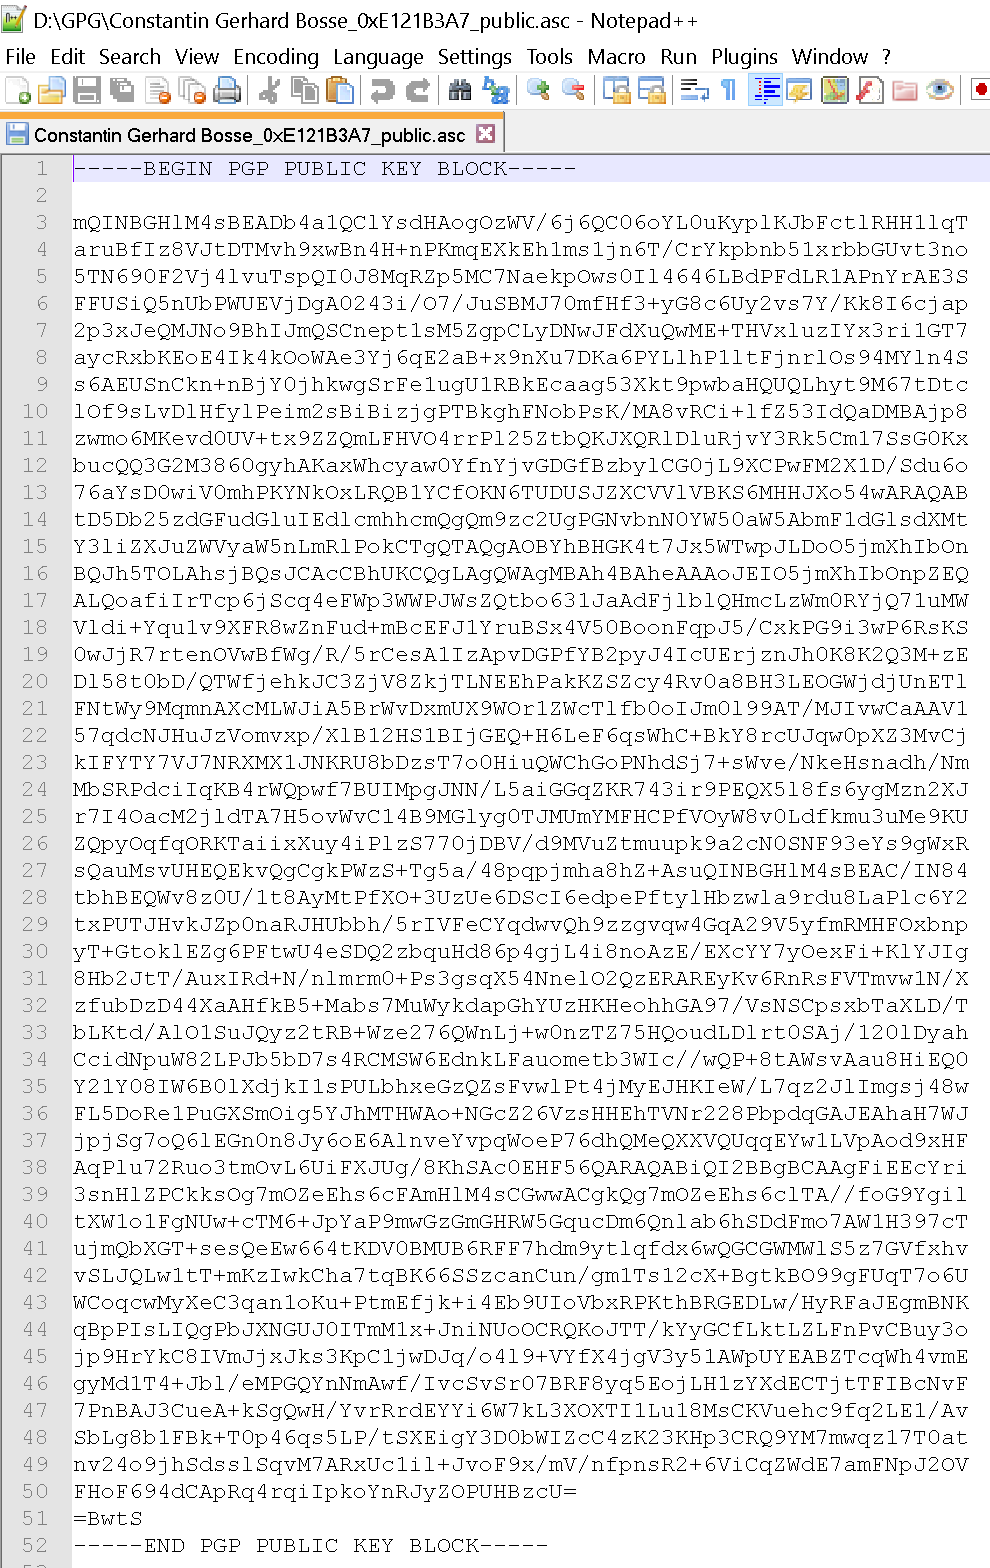 D:\GPG\Constantin Gerhard Bosse_0xE121B3A7_public.asc - Notepad++
File Edit Search View Encoding Language Settings Tools Macro Run Plugins Window ?
Constantin Gerhard Bosse_0xE121B3A7_public.asc
1 -----BEGIN PGP PUBLIC KEY BLOCK-----
2
3 mQINBGHlM4sBEADb4a1QClYsdHAogOzWV/6j6QC06oYL0uKyplKJbFctlRHH1lqT
4 aruBfIz8VJtDTMvh9xwBn4H+nPKmqEXkEh1ms1jn6T/CrYkpbnb51xrbbGUvt3no
5 5TN690F2Vj4lvuTspQI0J8MqRZp5MC7NaekpOws0Il4646LBdPFdLR1APnYrAE3S
6 FFUSiQ5nUbPWUEVjDgA0243i/O7/JuSBMJ70mfHf3+yG8c6Uy2vs7Y/Kk8I6cjap
7 2p3xJeQMJNo9BhIJmQSCnept1sM5ZgpCLyDNwJFdXuQwME+THVxluzIYx3ri1GT7
8 aycRxbKEoE4Ik4kOoWAe3Yj6qE2aB+x9nXu7DKa6PYLlhP1ltFjnrlOs94MYln4S
9 s6AEUSnCkn+nBjY0jhkwgSrFe1ugU1RBkEcaag53Xkt9pwbaHQUQLhyt9M67tDtc
10 lOf9sLvDlHfylPeim2sBiBizjgPTBkghFNobPsK/MA8vRCi+lfZ53IdQaDMBAjp8
11 zwmo6MKevd0UV+tx9ZZQmLFHVO4rrPl25ZtbQKJXQRlDluRjvY3Rk5Cm17SsG0Kx
12 bucQQ3G2M3860gyhAKaxWhcyaw0YfnYjvGDGfBzbylCG0jL9XCPwFM2X1D/Sdu6o
13 76aYsD0wiV0mhPKYNkOxLRQB1YCfOKN6TUDUSJZXCVVlVBKS6MHHJXo54wARAQAB
14 tD5Db25zdGFudGluIEdlcmhhcmQgQm9zc2UgPGNvbnN0YW50aW5AbmF1dGlsdXMt
15 Y3liZXJuZWVyaW5nLmRlPokCTgQTAQgAOBYhBHGK4t7Jx5WTwpJLDoO5jmXhIbOn
16 BQJh5TOLAhsjBQsJCAcCBhUKCQgLAgQWAgMBAh4BAheAAAoJEIO5jmXhIbOnpZEQ
17 ALQoafiIrTcp6jScq4eFWp3WWPJWsZQtbo631JaAdFjlblQHmcLzWm0RYjQ71uMW
18 Vldi+Yqu1v9XFR8wZnFud+mBcEFJ1YruBSx4V50BoonFqpJ5/CxkPG9i3wP6RsKS
19 0wJjR7rtenOVwBfWg/R/5rCesA1IzApvDGPfYB2pyJ4IcUErjznJh0K8K2Q3M+zE
20 Dl58t0bD/QTWfjehkJC3ZjV8ZkjTLNEEhPakKZSZcy4Rv0a8BH3LEOGWjdjUnETl
21 FNtWy9MqmnAXcMLWJiA5BrWvDxmUX9WOr1ZWcTlfb0oIJm0l99AT/MJIvwCaAAV1
22 57qdcNJHuJzVomvxp/XlB12HS1BIjGEQ+H6LeF6qsWhC+BkY8rcUJqw0pXZ3MvCj
23 kIFYTY7VJ7NRXMX1JNKRU8bDzsT7o0HiuQWChGoPNhdSj7+sWve/NkeHsnadh/Nm
24 MbSRPdciIqKB4rWQpwf7BUIMpgJNN/L5aiGGqZKR743ir9PEQX5l8fs6ygMzn2XJ
25 r7I4OacM2jldTA7H5ovWvC14B9MGlyg0TJMUmYMFHCPfVOyW8v0Ldfkmu3uMe9KU
26 ZQpyOqfqORKTaiixXuy4iPlzS770jDBV/d9MVuZtmuupk9a2cN0SNF93eYs9gWxR
27 sQauMsvUHEQEkvQgCgkPWzS+Tg5a/48pqpjmha8hZ+AsuQINBGHlM4sBEAC/IN84
28 tbhBEQWv8z0U/1t8AyMtPfXO+3UzUe6DScI6edpePftylHbzwla9rdu8LaPlc6Y2
29 txPUTJHvkJZp0naRJHUbbh/5rIVFeCYqdwvQh9zzgvqw4GqA29V5yfmRMHFOxbnp
30 yT+GtoklEZg6PFtwU4eSDQ2zbquHd86p4gjL4i8noAzE/EXcYY7yOexFi+KlYJIg
31 8Hb2JtT/AuxIRd+N/nlmrm0+Ps3gsqX54NnelO2QzERAREyKv6RnRsFVTmvw1N/X
32 zfubDzD44XaAHfkB5+Mabs7MuWykdapGhYUzHKHeohhGA97/VsNSCpsxbTaXLD/T
33 bLKtd/AlO1SuJQyz2tRB+Wze276QWnLj+w0nzTZ75HQoudLDlrt0SAj/120lDyah
34 CcidNpuW82LPJb5bD7s4RCMSW6EdnkLFauometb3WIc//wQP+8tAWsvAau8HiEQ0
35 Y21Y08IW6B0lXdjkI1sPULbhxeGzQZsFvwlPt4jMyEJHKIeW/L7qz2JlImgsj48w
36 FL5DoRe1PuGXSmOig5YJhMTHWAo+NGcZ26VzsHHEhTVNr228PbpdqGAJEAhaH7WJ
37 jpjSg7oQ6lEGn0n8Jy6oE6AlnveYvpqWoeP76dhQMeQXXVQUqqEYw1LVpAod9xHF
38 AqPlu72Ruo3tmOvL6UiFXJUg/8KhSAc0EHF56QARAQABiQI2BBgBCAAgFiEEcYri
39 3snHlZPCkksOg7mOZeEhs6cFAmHlM4sCGwwACgkQg7mOZeEhs6clTA//foG9Ygil
40 tXW1o1FgNUw+cTM6+JpYaP9mwGzGmGHRW5GqucDm6Qnlab6hSDdFmo7AW1H397cT
41 ujmQbXGT+sesQeEw664tKDV0BMUB6RFF7hdm9ytlqfdx6wQGCGWMWlS5z7GVfxhv
42 vSLJQLw1tT+mKzIwkCha7tqBK66SSzcanCun/gm1Ts12cX+BgtkBO99gFUqT7o6U
43 WCoqcwMyXeC3qan1oKu+PtmEfjk+i4Eb9UIoVbxRPKthBRGEDLw/HyRFaJEgmBNK
44 qBpPIsLIQgPbJXNGUJ0ITmM1x+JniNUoOCRQKoJTT/kYyGCfLktLZLFnPvCBuy3o
45 jp9HrYkC8IVmJjxJks3KpC1jwDJq/o4l9+VYfX4jgV3y51AWpUYEABZTcqWh4vmE
46 gyMd1T4+Jbl/eMPGQYnNmAwf/IvcSvSr07BRF8yq5EojLH1zYXdECTjtTFIBcNvF
47 7PnBAJ3CueA+kSgQwH/YvrRrdEYYi6W7kL3XOXTI1Lu18MsCKVuehc9fq2LE1/Av
48 SbLg8b1FBk+T0p46qs5LP/tSXEigY3D0bWIZcC4zK23KHp3CRQ9YM7mwqz17T0at
49 nv24o9jhSdsslSqvM7ARxUc1il+JvoF9x/mV/nfpnsR2+6ViCqZWdE7amFNpJ2OV
50 FHoF694dCApRq4rqiIpkoYnRJyZOPUHBzcU=
51 =BwtS
52 -----END PGP PUBLIC KEY BLOCK-----